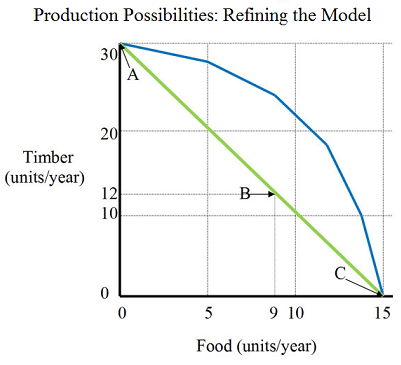 Production Possibilities: Refining the Model
30
A
20
Timber
(units/year)
12
B
10
C
0
0 5 9 10 15
Food (units/year)